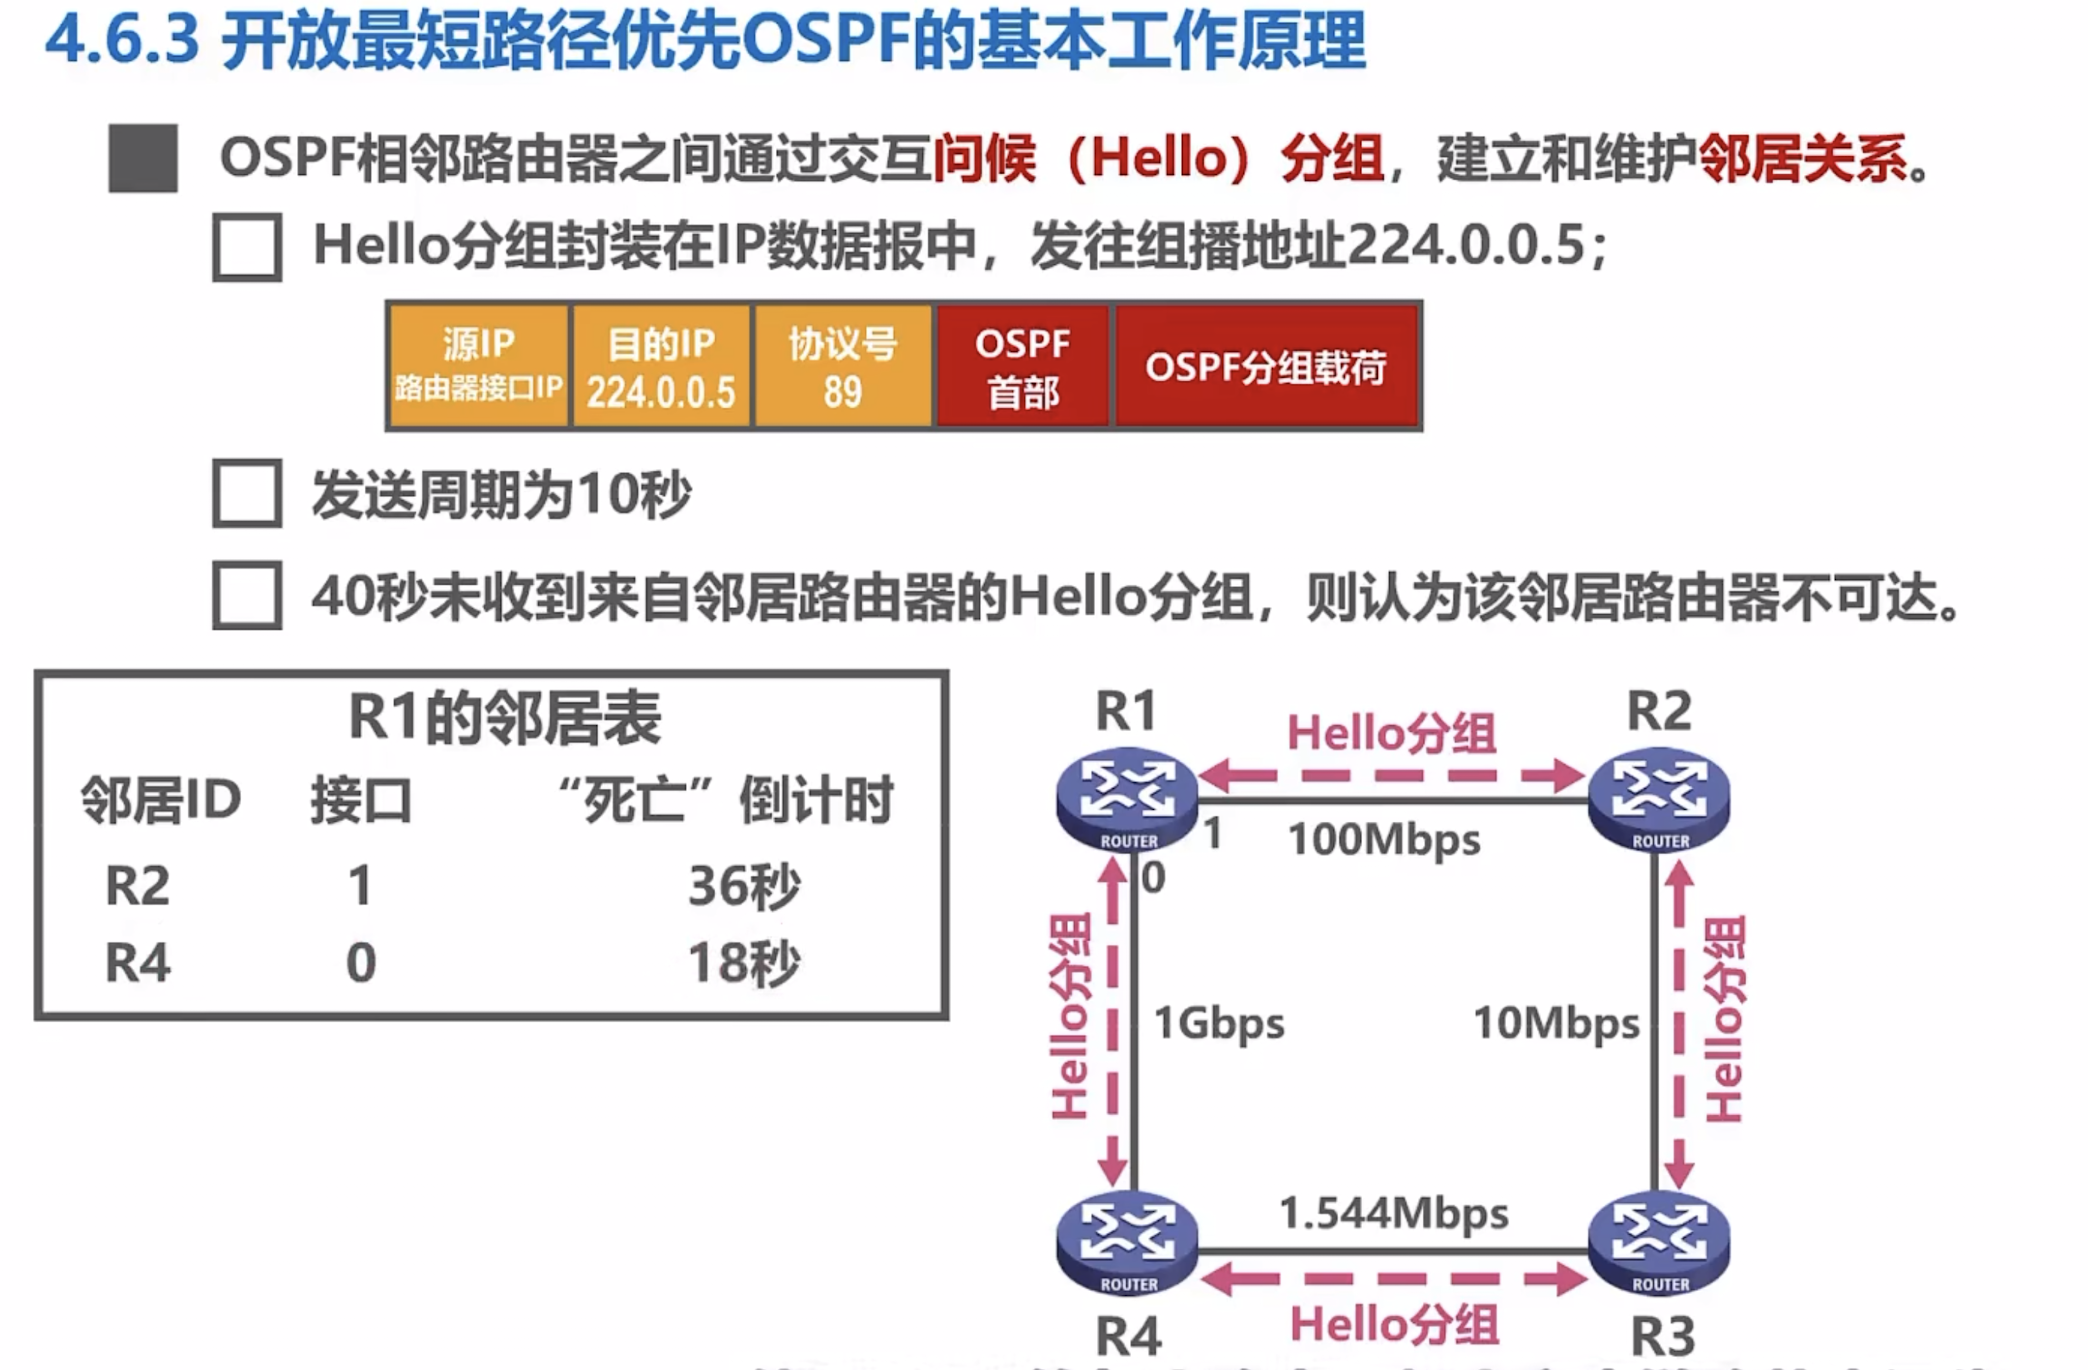 4.6.3 开放最短路径优先OSPF的基本工作原理
OSPF相邻路由器之间通过交互问候（Hello）分组，建立和维护邻居关系。
Hello分组封装在IP数据报中，发往组播地址224.0.0.5；
源IP
路由器接口IP
目的IP
224.0.0.5
协议号
89
OSPF
首部
OSPF分组载荷
发送周期为10秒
40秒未收到来自邻居路由器的Hello分组，则认为该邻居路由器不可达。
R1的邻居表
邻居ID 接口 “死亡”倒计时
R2 1 36秒
R4 0 18秒
R1
Hello分组
R2
ROUTER
1
100Mbps
ROUTER
0
Hello分组
1Gbps
10Mbps
Hello分组
1.544Mbps
ROUTER
ROUTER
R4
Hello分组
R3